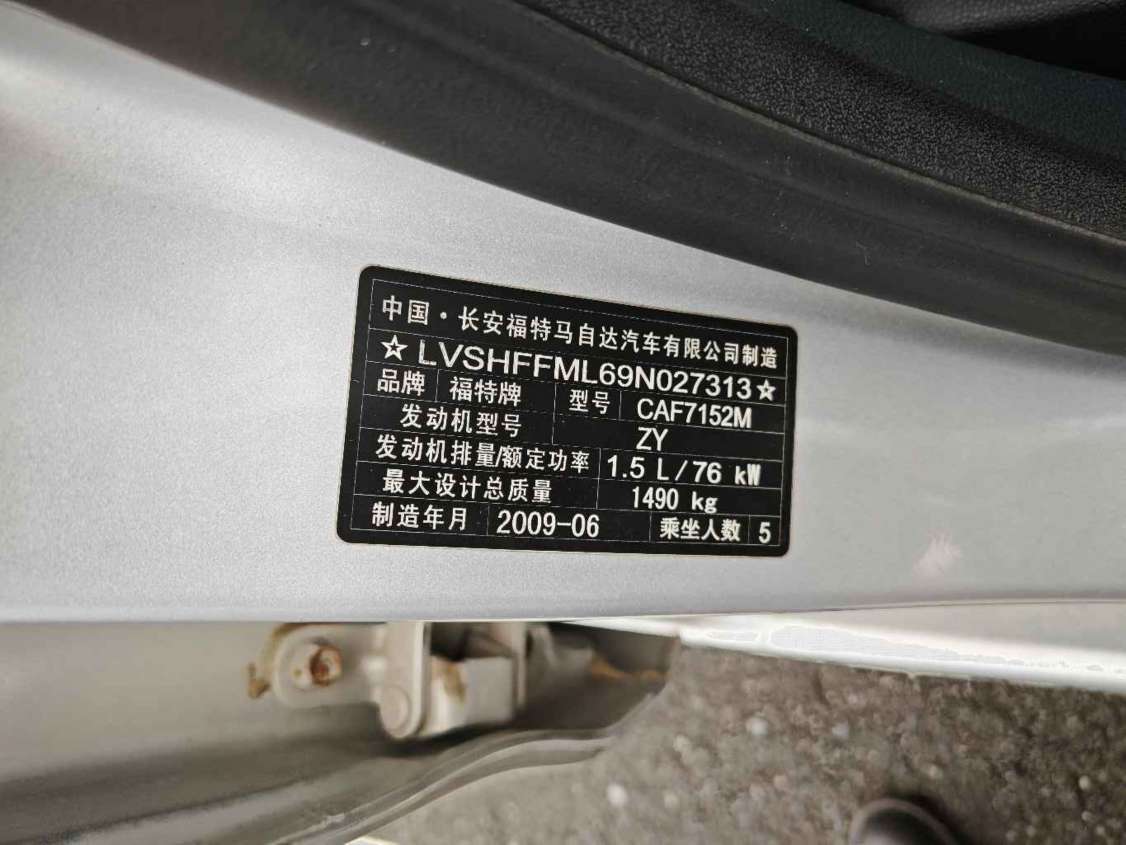 中国·长安福特马自达汽车有限公司制造
☆LVSHFFML69N027313☆
品牌 福特牌 型号 CAF7152M
发动机型号 ZY
发动机排量/额定功率 1.5 L/76 kW
最大设计总质量 1490 kg
制造年月 2009-06 乘坐人数 5